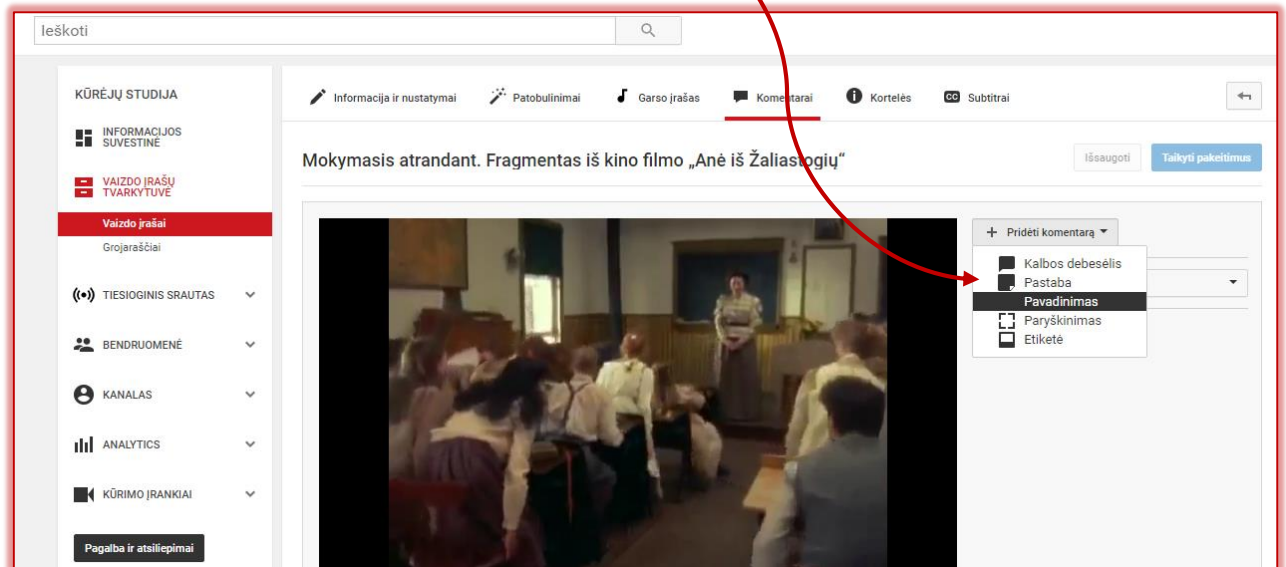 Ieškoti
KŪRĖJŲ STUDIJA
INFORMACIJOS
SUVESTINĖ
VAIZDO ĮRAŠŲ
TVARKYTUVĖ
Vaizdo įrašai
Grojaraščiai
TIESIOGINIS SRAUTAS
BENDRUOMENĖ
KANALAS
ANALYTICS
KŪRIMO ĮRANKIAI
Pagalba ir atsiliepimai
Informacija ir nustatymai Patobulinimai Garso įrašas Komentarai Kortelės CC Subtitrai
Mokymasis atrandant. Fragmentas iš kino filmo „Anė iš Žaliastogių“
Išsaugoti Taikyti pakeitimus
+ Pridėti komentarą
Kalbos debesėlis
Pastaba
Pavadinimas
Paryškinimas
Etiketė